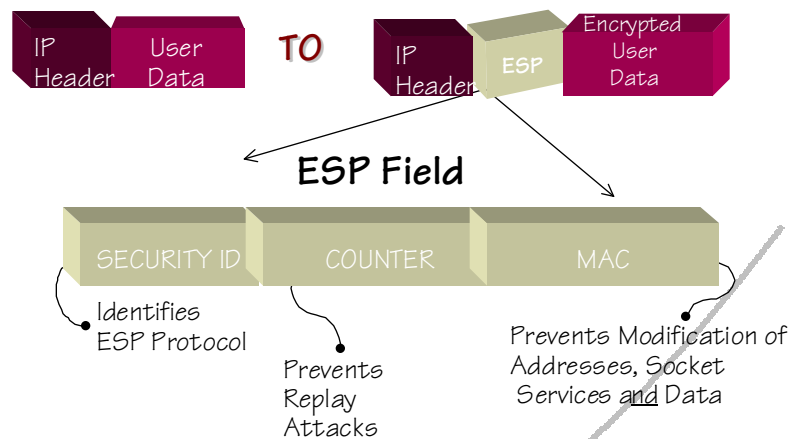 IP
Header
User
Data
TO
IP
Header
ESP
Encrypted
User
Data
ESP Field
SECURITY ID
COUNTER
MAC
Identifies
ESP Protocol
Prevents
Replay
Attacks
Prevents Modification of
Addresses, Socket
Services and Data